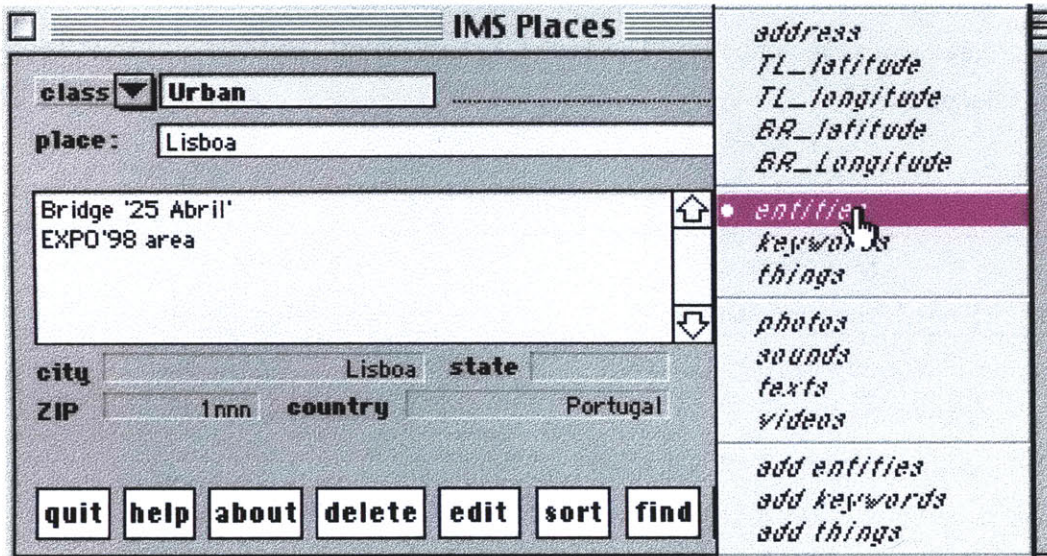 IMS Places
class Urban
place: Lisboa
Bridge '25 Abril'
EXPO'98 area
city Lisboa state
ZIP 1nnn country Portugal
quit help about delete edit sort find
address
TL_latitude
TL_longitude
BR_latitude
BR_Longitude
entities
keywords
things
photos
sounds
texts
videos
add entities
add keywords
add things